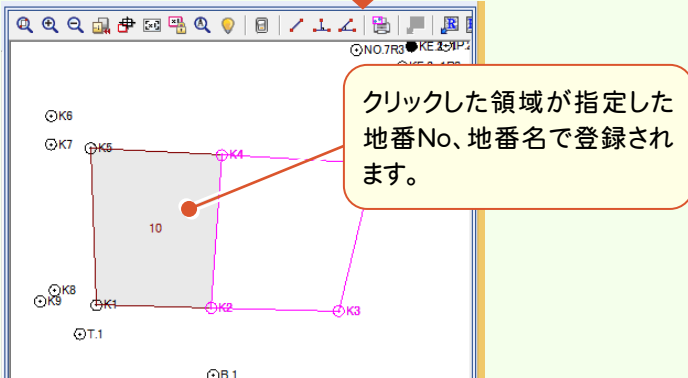 NO.7R3
K6
クリックした領域が指定した
地番No、地番名で登録され
ます。
K7
K5
K4
10
K8
K9
K1
K2
K3
T.1
B.1